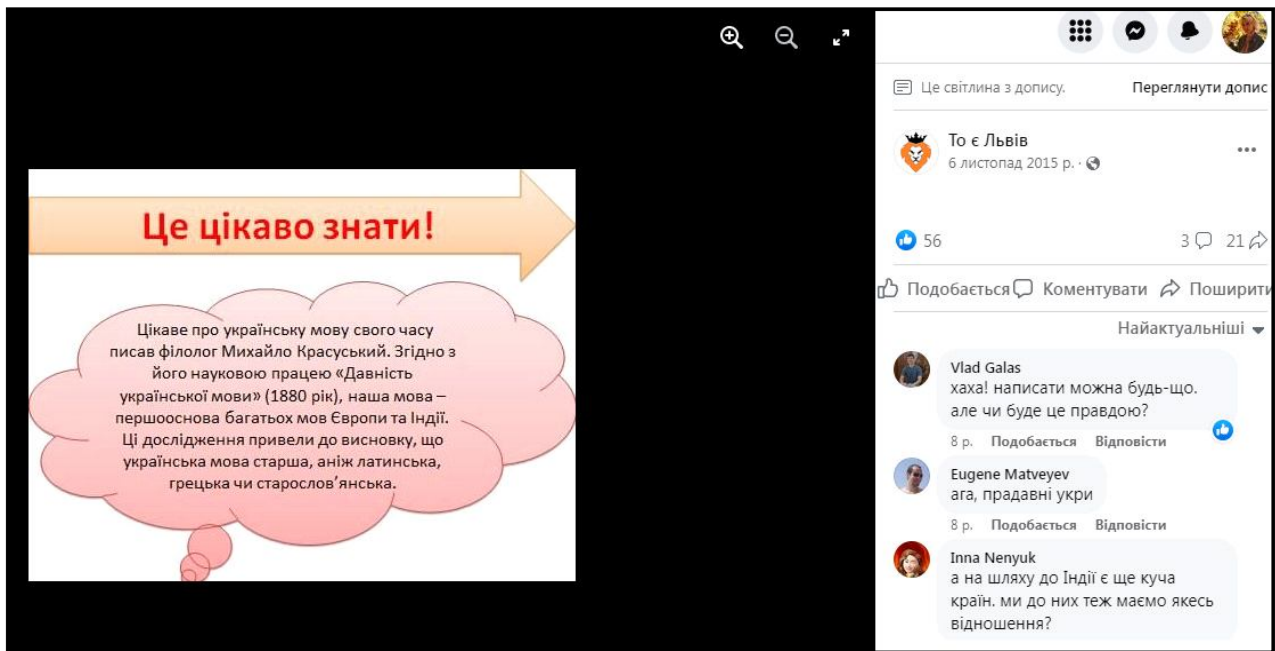 Це цікаво знати!
Цікаве про українську мову свого часу
писав філолог Михайло Красуський. Згідно з
його науковою працею «Давність
української мови» (1880 рік), наша мова –
першооснова багатьох мов Європи та Індії.
Ці дослідження привели до висновку, що
українська мова старша, аніж латинська,
грецька чи старослов’янська.
Це світлина з допису. Переглянути допис
То є Львів
6 листопад 2015 р. ·
56 3 21
Подобається Коментувати Поширити
Найактуальніші
Vlad Galas
хаха! написати можна будь-що.
але чи буде це правдою?
8 р. Подобається Відповісти
Eugene Matveyev
ага, прадавні укри
8 р. Подобається Відповісти
Inna Nenyuk
а на шляху до Індії є ще куча
країн. ми до них теж маємо якесь
відношення?